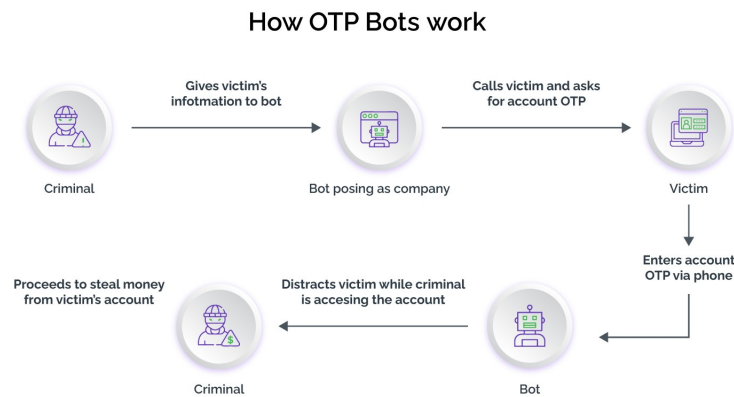 How OTP Bots work
Gives victim's
infotmation to bot
Calls victim and asks
for account OTP
Criminal
Bot posing as company
Victim
Enters account
OTP via phone
Proceeds to steal money
from victim's account
Distracts victim while criminal
is accesing the account
$
Criminal
Bot